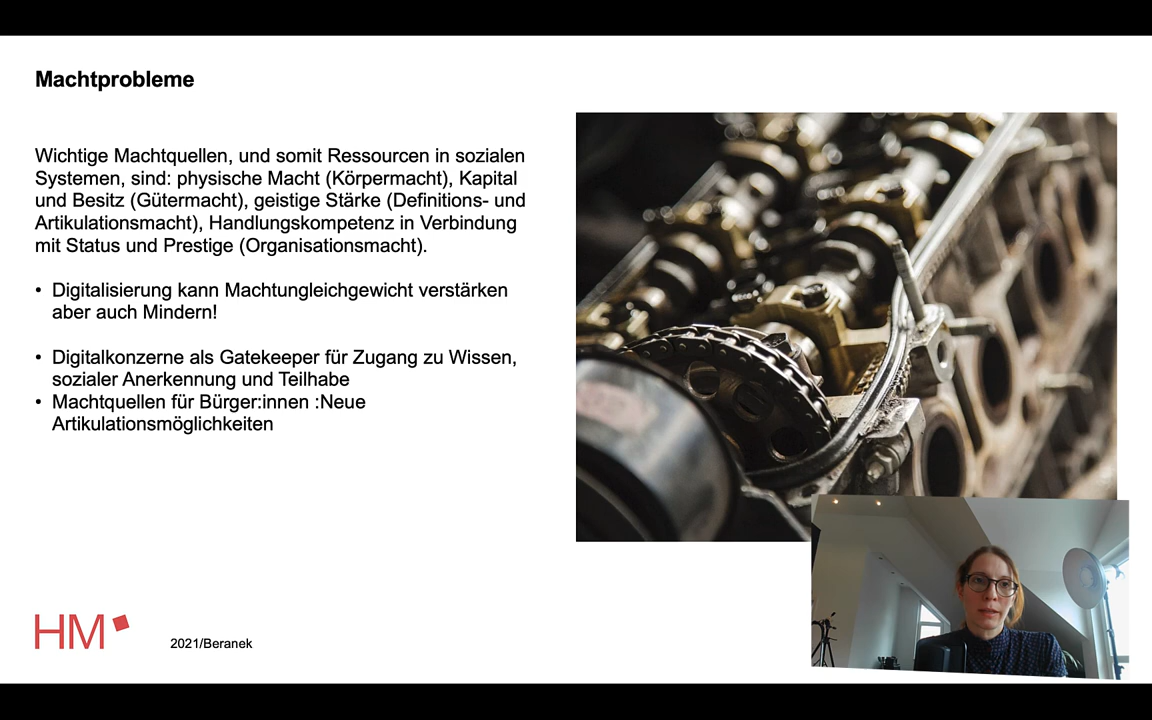 Machtprobleme
Wichtige Machtquellen, und somit Ressourcen in sozialen
Systemen, sind: physische Macht (Körpermacht), Kapital
und Besitz (Gütermacht), geistige Stärke (Definitions- und
Artikulationsmacht), Handlungskompetenz in Verbindung
mit Status und Prestige (Organisationsmacht).
• Digitalisierung kann Machtungleichgewicht verstärken
aber auch Mindern!
• Digitalkonzerne als Gatekeeper für Zugang zu Wissen,
sozialer Anerkennung und Teilhabe
• Machtquellen für Bürger:innen :Neue
Artikulationsmöglichkeiten
HM
2021/Beranek